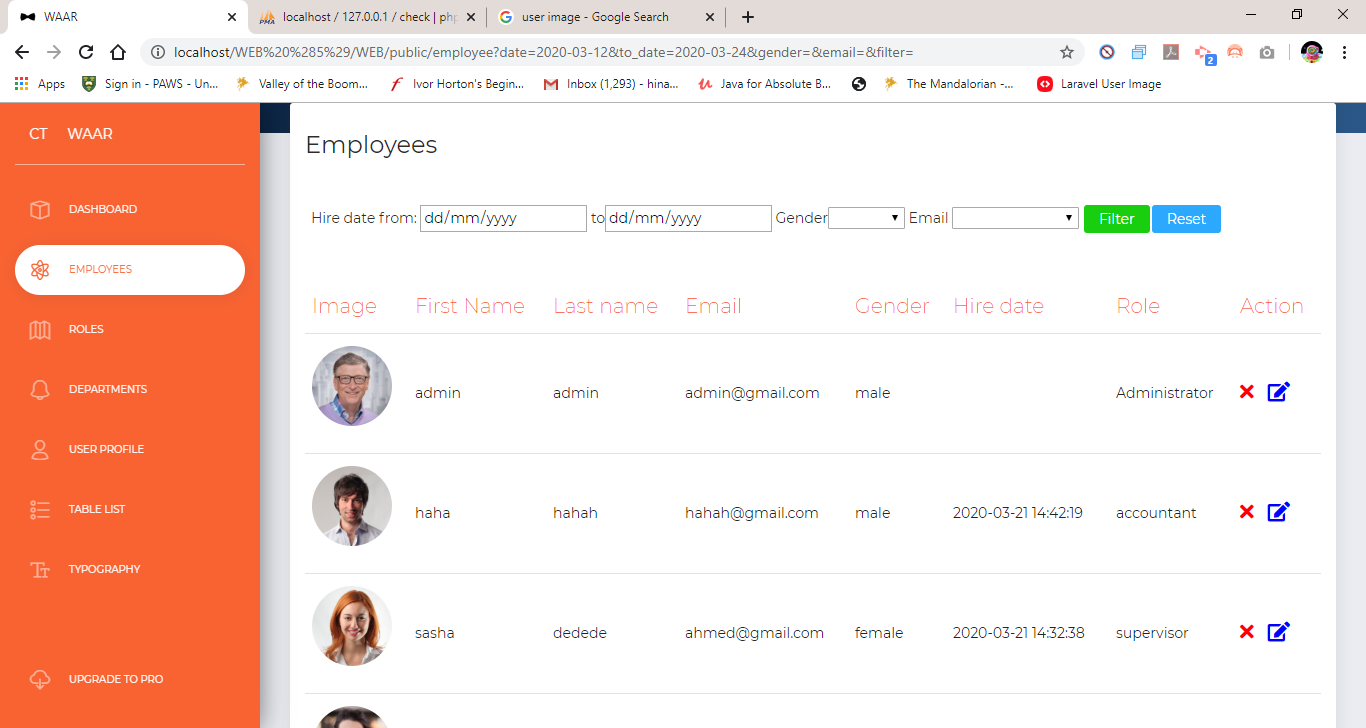 WAAR
localhost / 127.0.0.1 / check | php
user image - Google Search
localhost/WEB%20%285%29/WEB/public/employee?date=2020-03-12&to_date=2020-03-24&gender=&email=&filter=
2
Apps
Sign in - PAWS - Un...
Valley of the Boom...
Ivor Horton's Begin...
Inbox (1,293) - hina...
Java for Absolute B...
The Mandalorian -...
Laravel User Image
CT WAAR
DASHBOARD
EMPLOYEES
ROLES
DEPARTMENTS
USER PROFILE
TABLE LIST
TYPOGRAPHY
UPGRADE TO PRO
Employees
Hire date from: dd/mm/yyyy to dd/mm/yyyy Gender Email Filter Reset
Image First Name Last name Email Gender Hire date Role Action
admin admin admin@gmail.com male Administrator
haha hahah hahah@gmail.com male 2020-03-21 14:42:19 accountant
sasha dedede ahmed@gmail.com female 2020-03-21 14:32:38 supervisor